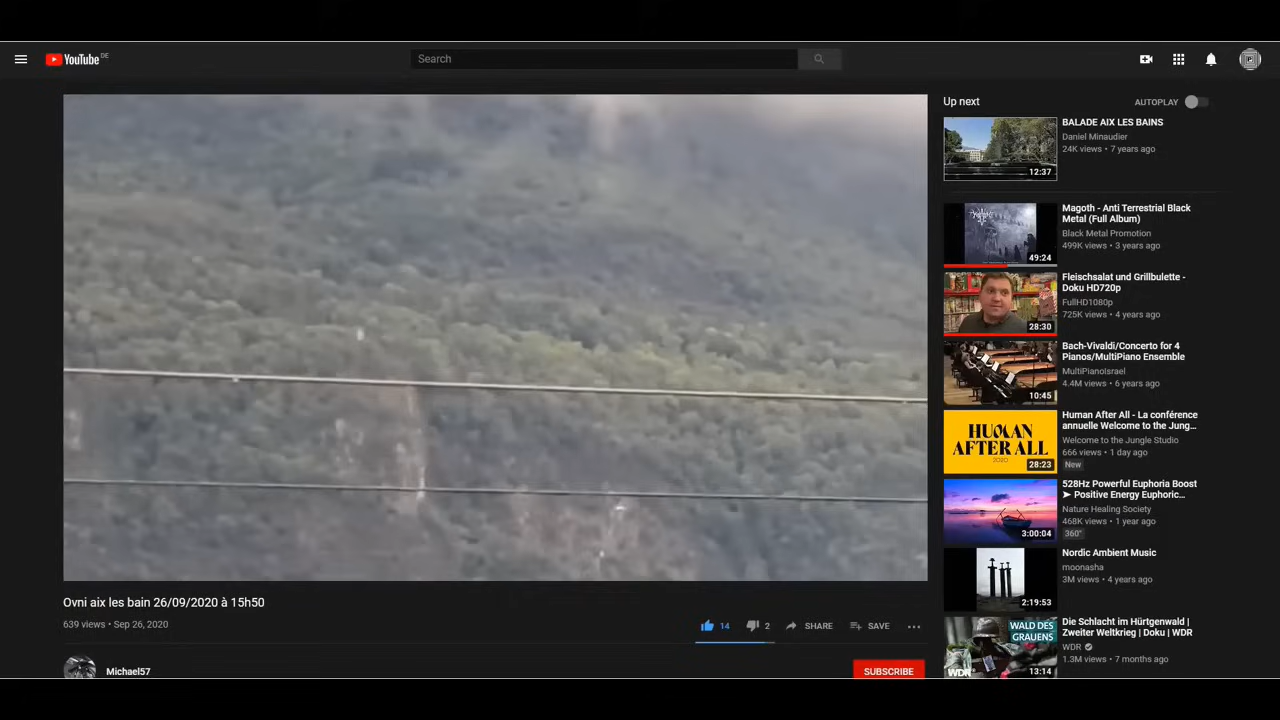 YouTube DE
Search
Up next
AUTOPLAY
BALADE AIX LES BAINS
Daniel Minaudier
24K views • 7 years ago
12:37
Magoth - Anti Terrestrial Black
Metal (Full Album)
Black Metal Promotion
499K views • 3 years ago
49:24
Fleischsalat und Grillbulette -
Doku HD720p
FullHD1080p
725K views • 4 years ago
28:30
Bach-Vivaldi/Concerto for 4
Pianos/MultiPiano Ensemble
MultiPianoIsrael
4.4M views • 6 years ago
10:45
Human After All - La conférence
annuelle Welcome to the Jung...
Welcome to the Jungle Studio
666 views • 1 day ago
New
HUMAN
AFTER ALL
2020
28:23
528Hz Powerful Euphoria Boost
➤ Positive Energy Euphoric...
Nature Healing Society
468K views • 1 year ago
360°
3:00:04
Nordic Ambient Music
moonasha
3M views • 4 years ago
2:19:53
Die Schlacht im Hürtgenwald |
Zweiter Weltkrieg | Doku | WDR
WDR
1.3M views • 7 months ago
WALD DES
GRAUENS
WDR
13:14
Ovni aix les bain 26/09/2020 à 15h50
639 views • Sep 26, 2020
14
2
SHARE
SAVE
Michael57
SUBSCRIBE